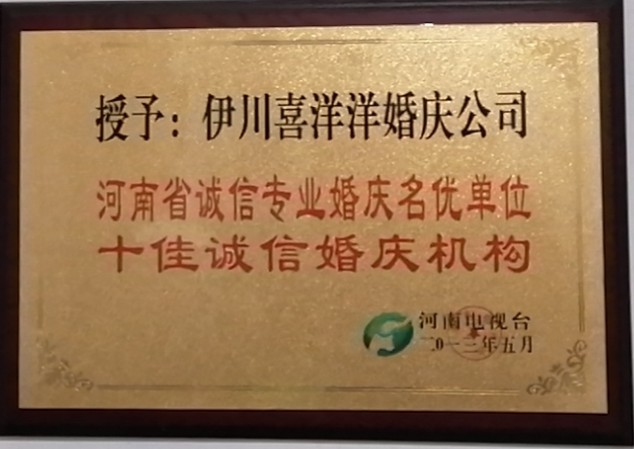 授予：伊川喜洋洋婚庆公司
河南省诚信专业婚庆名优单位
十佳诚信婚庆机构
河南电视台
二0一三年五月